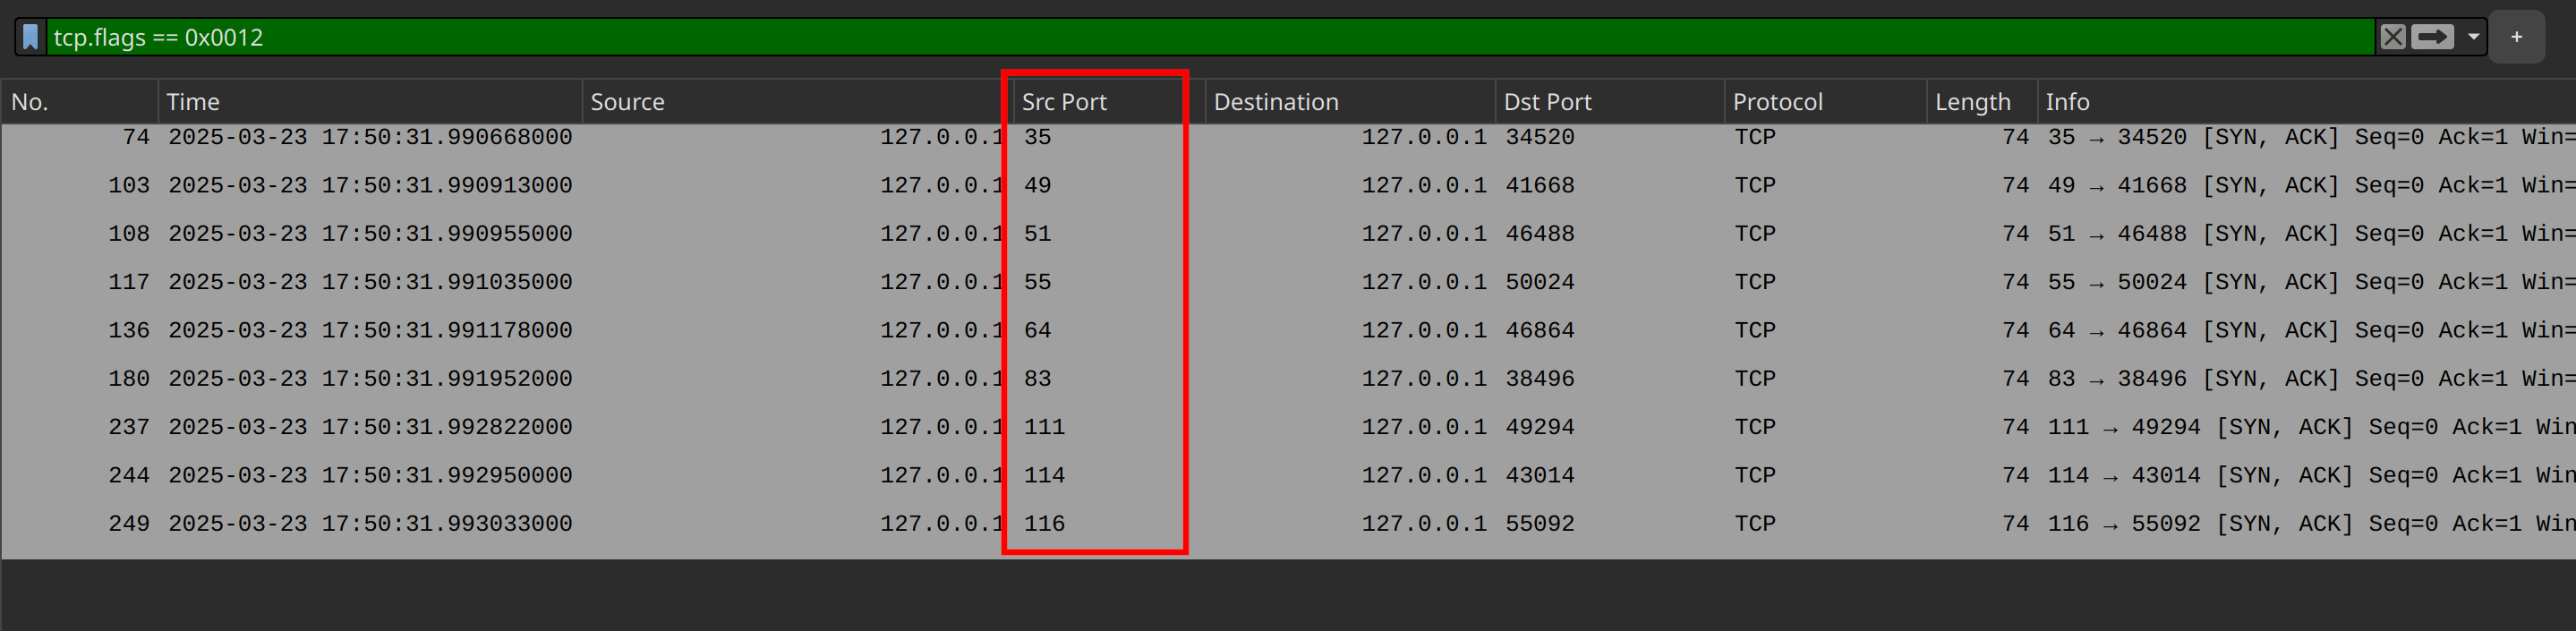 tcp.flags == 0x0012
+
No. Time Source Src Port Destination Dst Port Protocol Length Info
74 2025-03-23 17:50:31.990668000 127.0.0.1 35 127.0.0.1 34520 TCP 74 35 → 34520 [SYN, ACK] Seq=0 Ack=1 Win=
103 2025-03-23 17:50:31.990913000 127.0.0.1 49 127.0.0.1 41668 TCP 74 49 → 41668 [SYN, ACK] Seq=0 Ack=1 Win=
108 2025-03-23 17:50:31.990955000 127.0.0.1 51 127.0.0.1 46488 TCP 74 51 → 46488 [SYN, ACK] Seq=0 Ack=1 Win=
117 2025-03-23 17:50:31.991035000 127.0.0.1 55 127.0.0.1 50024 TCP 74 55 → 50024 [SYN, ACK] Seq=0 Ack=1 Win=
136 2025-03-23 17:50:31.991178000 127.0.0.1 64 127.0.0.1 46864 TCP 74 64 → 46864 [SYN, ACK] Seq=0 Ack=1 Win=
180 2025-03-23 17:50:31.991952000 127.0.0.1 83 127.0.0.1 38496 TCP 74 83 → 38496 [SYN, ACK] Seq=0 Ack=1 Win=
237 2025-03-23 17:50:31.992822000 127.0.0.1 111 127.0.0.1 49294 TCP 74 111 → 49294 [SYN, ACK] Seq=0 Ack=1 Win
244 2025-03-23 17:50:31.992950000 127.0.0.1 114 127.0.0.1 43014 TCP 74 114 → 43014 [SYN, ACK] Seq=0 Ack=1 Win
249 2025-03-23 17:50:31.993033000 127.0.0.1 116 127.0.0.1 55092 TCP 74 116 → 55092 [SYN, ACK] Seq=0 Ack=1 Win